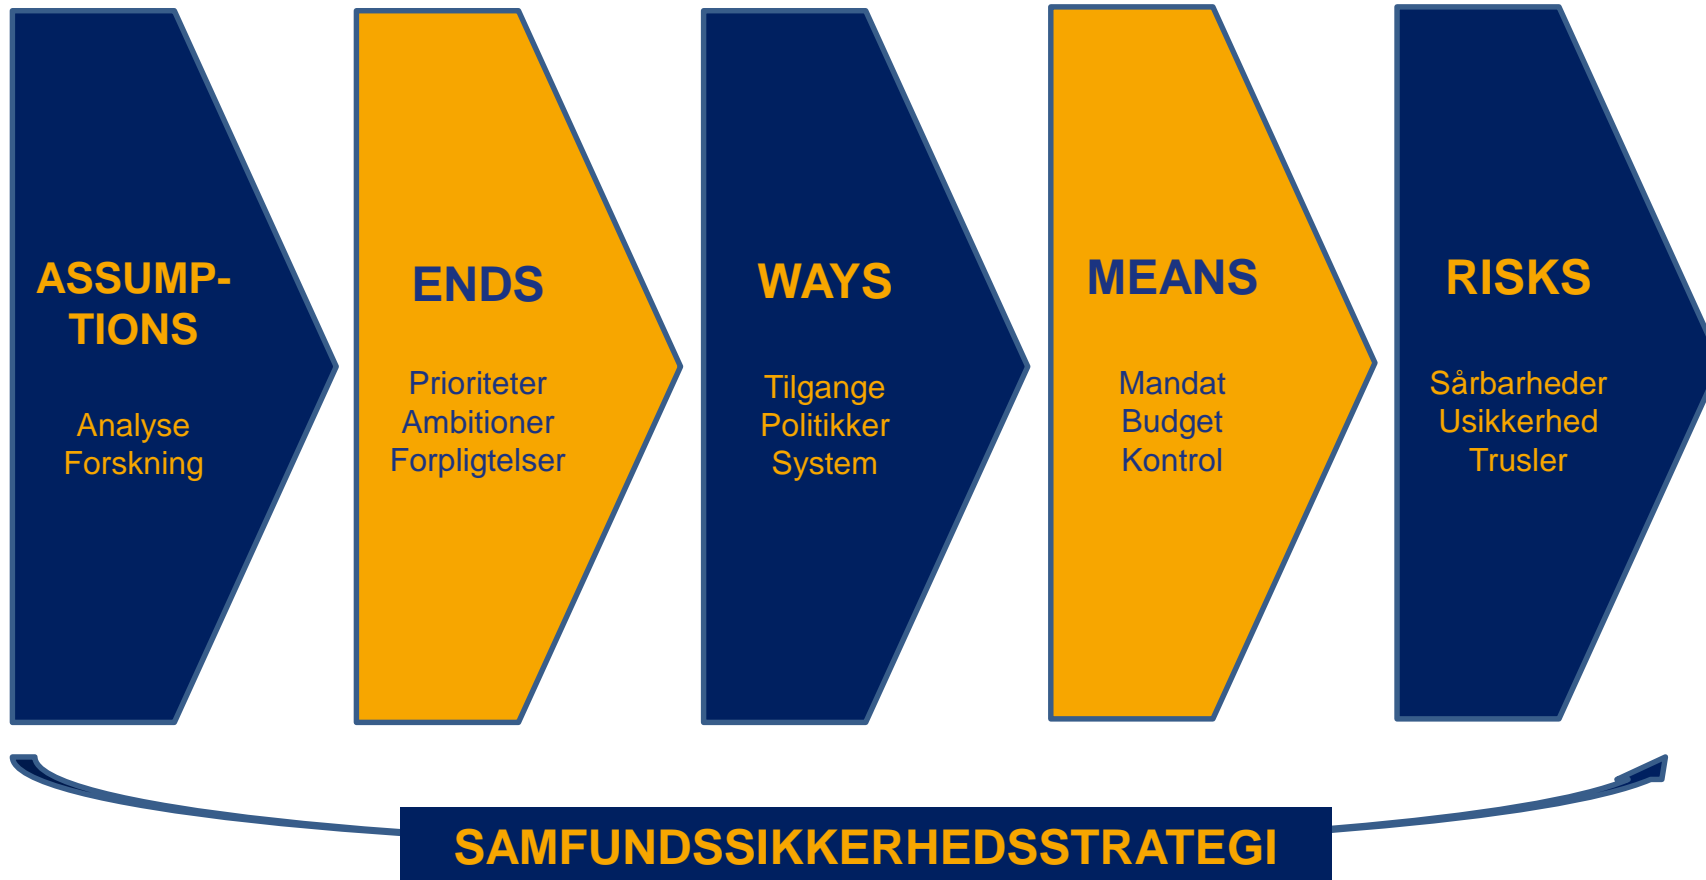 ASSUMP-
TIONS
Analyse
Forskning
ENDS
Prioriteter
Ambitioner
Forpligtelser
WAYS
Tilgange
Politikker
System
MEANS
Mandat
Budget
Kontrol
RISKS
Sårbarheder
Usikkerhed
Trusler
SAMFUNDSSIKKERHEDSSTRATEGI